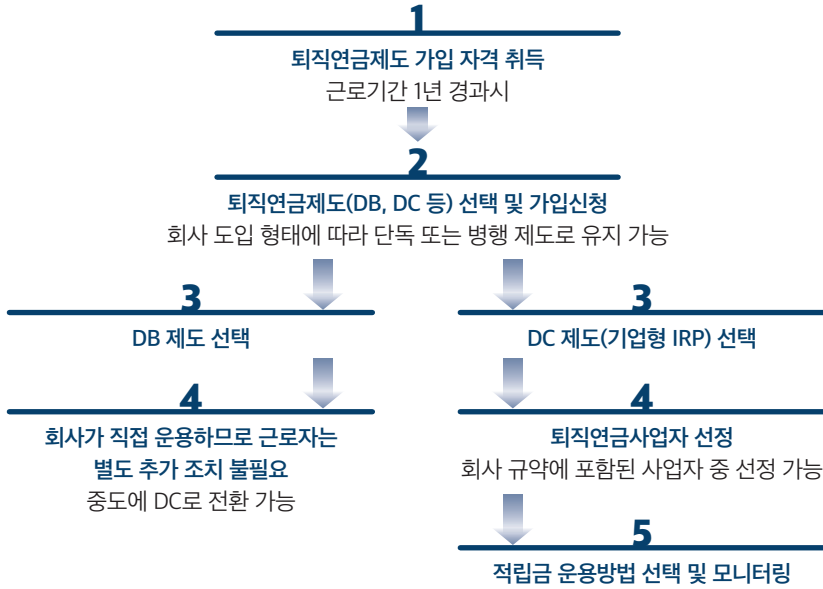 1
퇴직연금제도 가입 자격 취득
근로기간 1년 경과시
2
퇴직연금제도(DB, DC 등) 선택 및 가입신청
회사 도입 형태에 따라 단독 또는 병행 제도로 유지 가능
3
DB 제도 선택
4
회사가 직접 운용하므로 근로자는
별도 추가 조치 불필요
중도에 DC로 전환 가능
3
DC 제도(기업형 IRP) 선택
4
퇴직연금사업자 선정
회사 규약에 포함된 사업자 중 선정 가능
5
적립금 운용방법 선택 및 모니터링